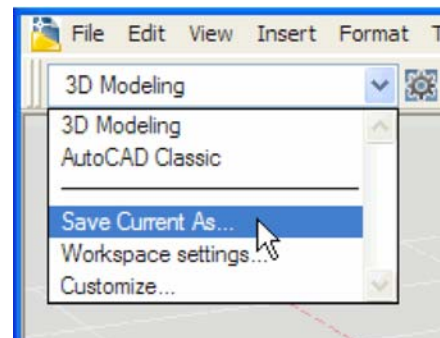 File Edit View Insert Format T
3D Modeling
3D Modeling
AutoCAD Classic
Save Current As...
Workspace settings...
Customize...